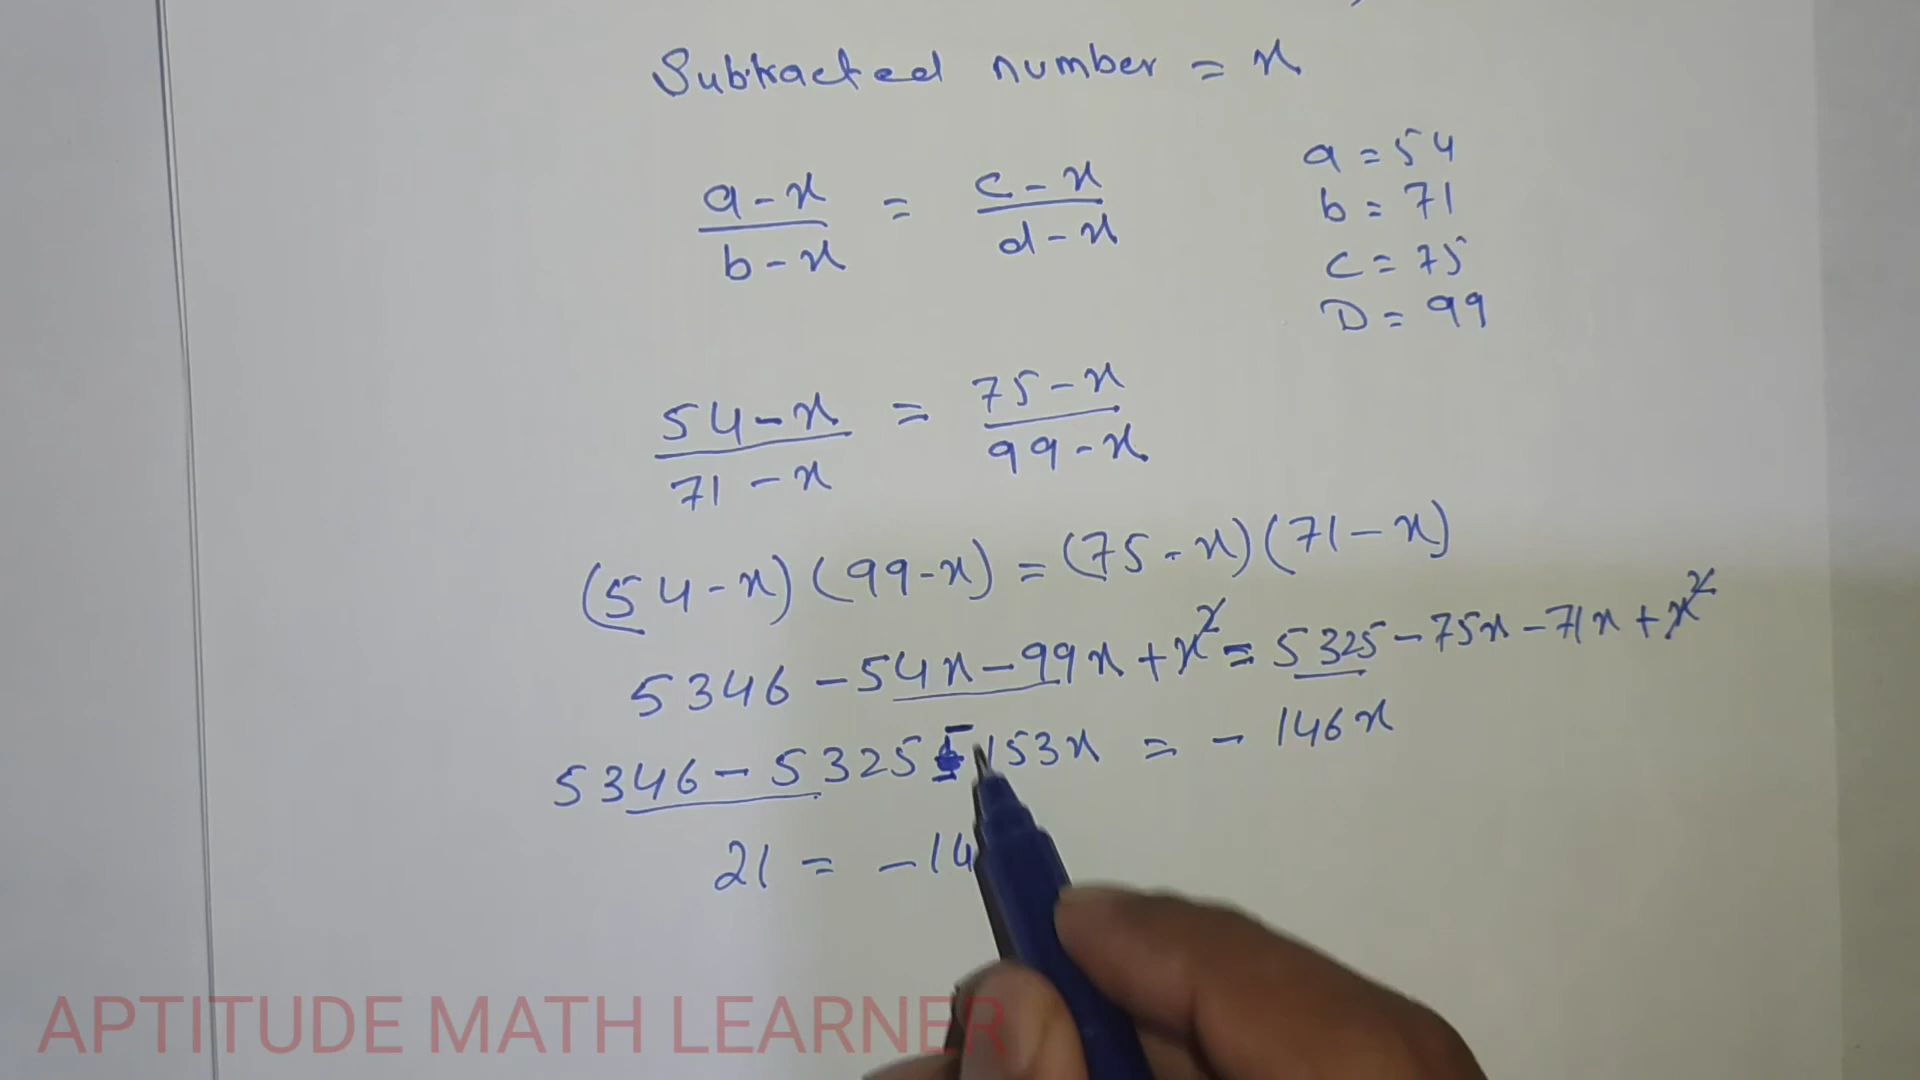 Subtracted number = x
a - x / b - x = c - x / d - x
a = 54
b = 71
c = 75
D = 99
54 - x / 71 - x = 75 - x / 99 - x
(54 - x) (99 - x) = (75 - x) (71 - x)
5346 - 54x - 99x + x² = 5325 - 75x - 71x + x²
5346 - 5325 - 153x = - 146x
21 = - 14
APTITUDE MATH LEARNER